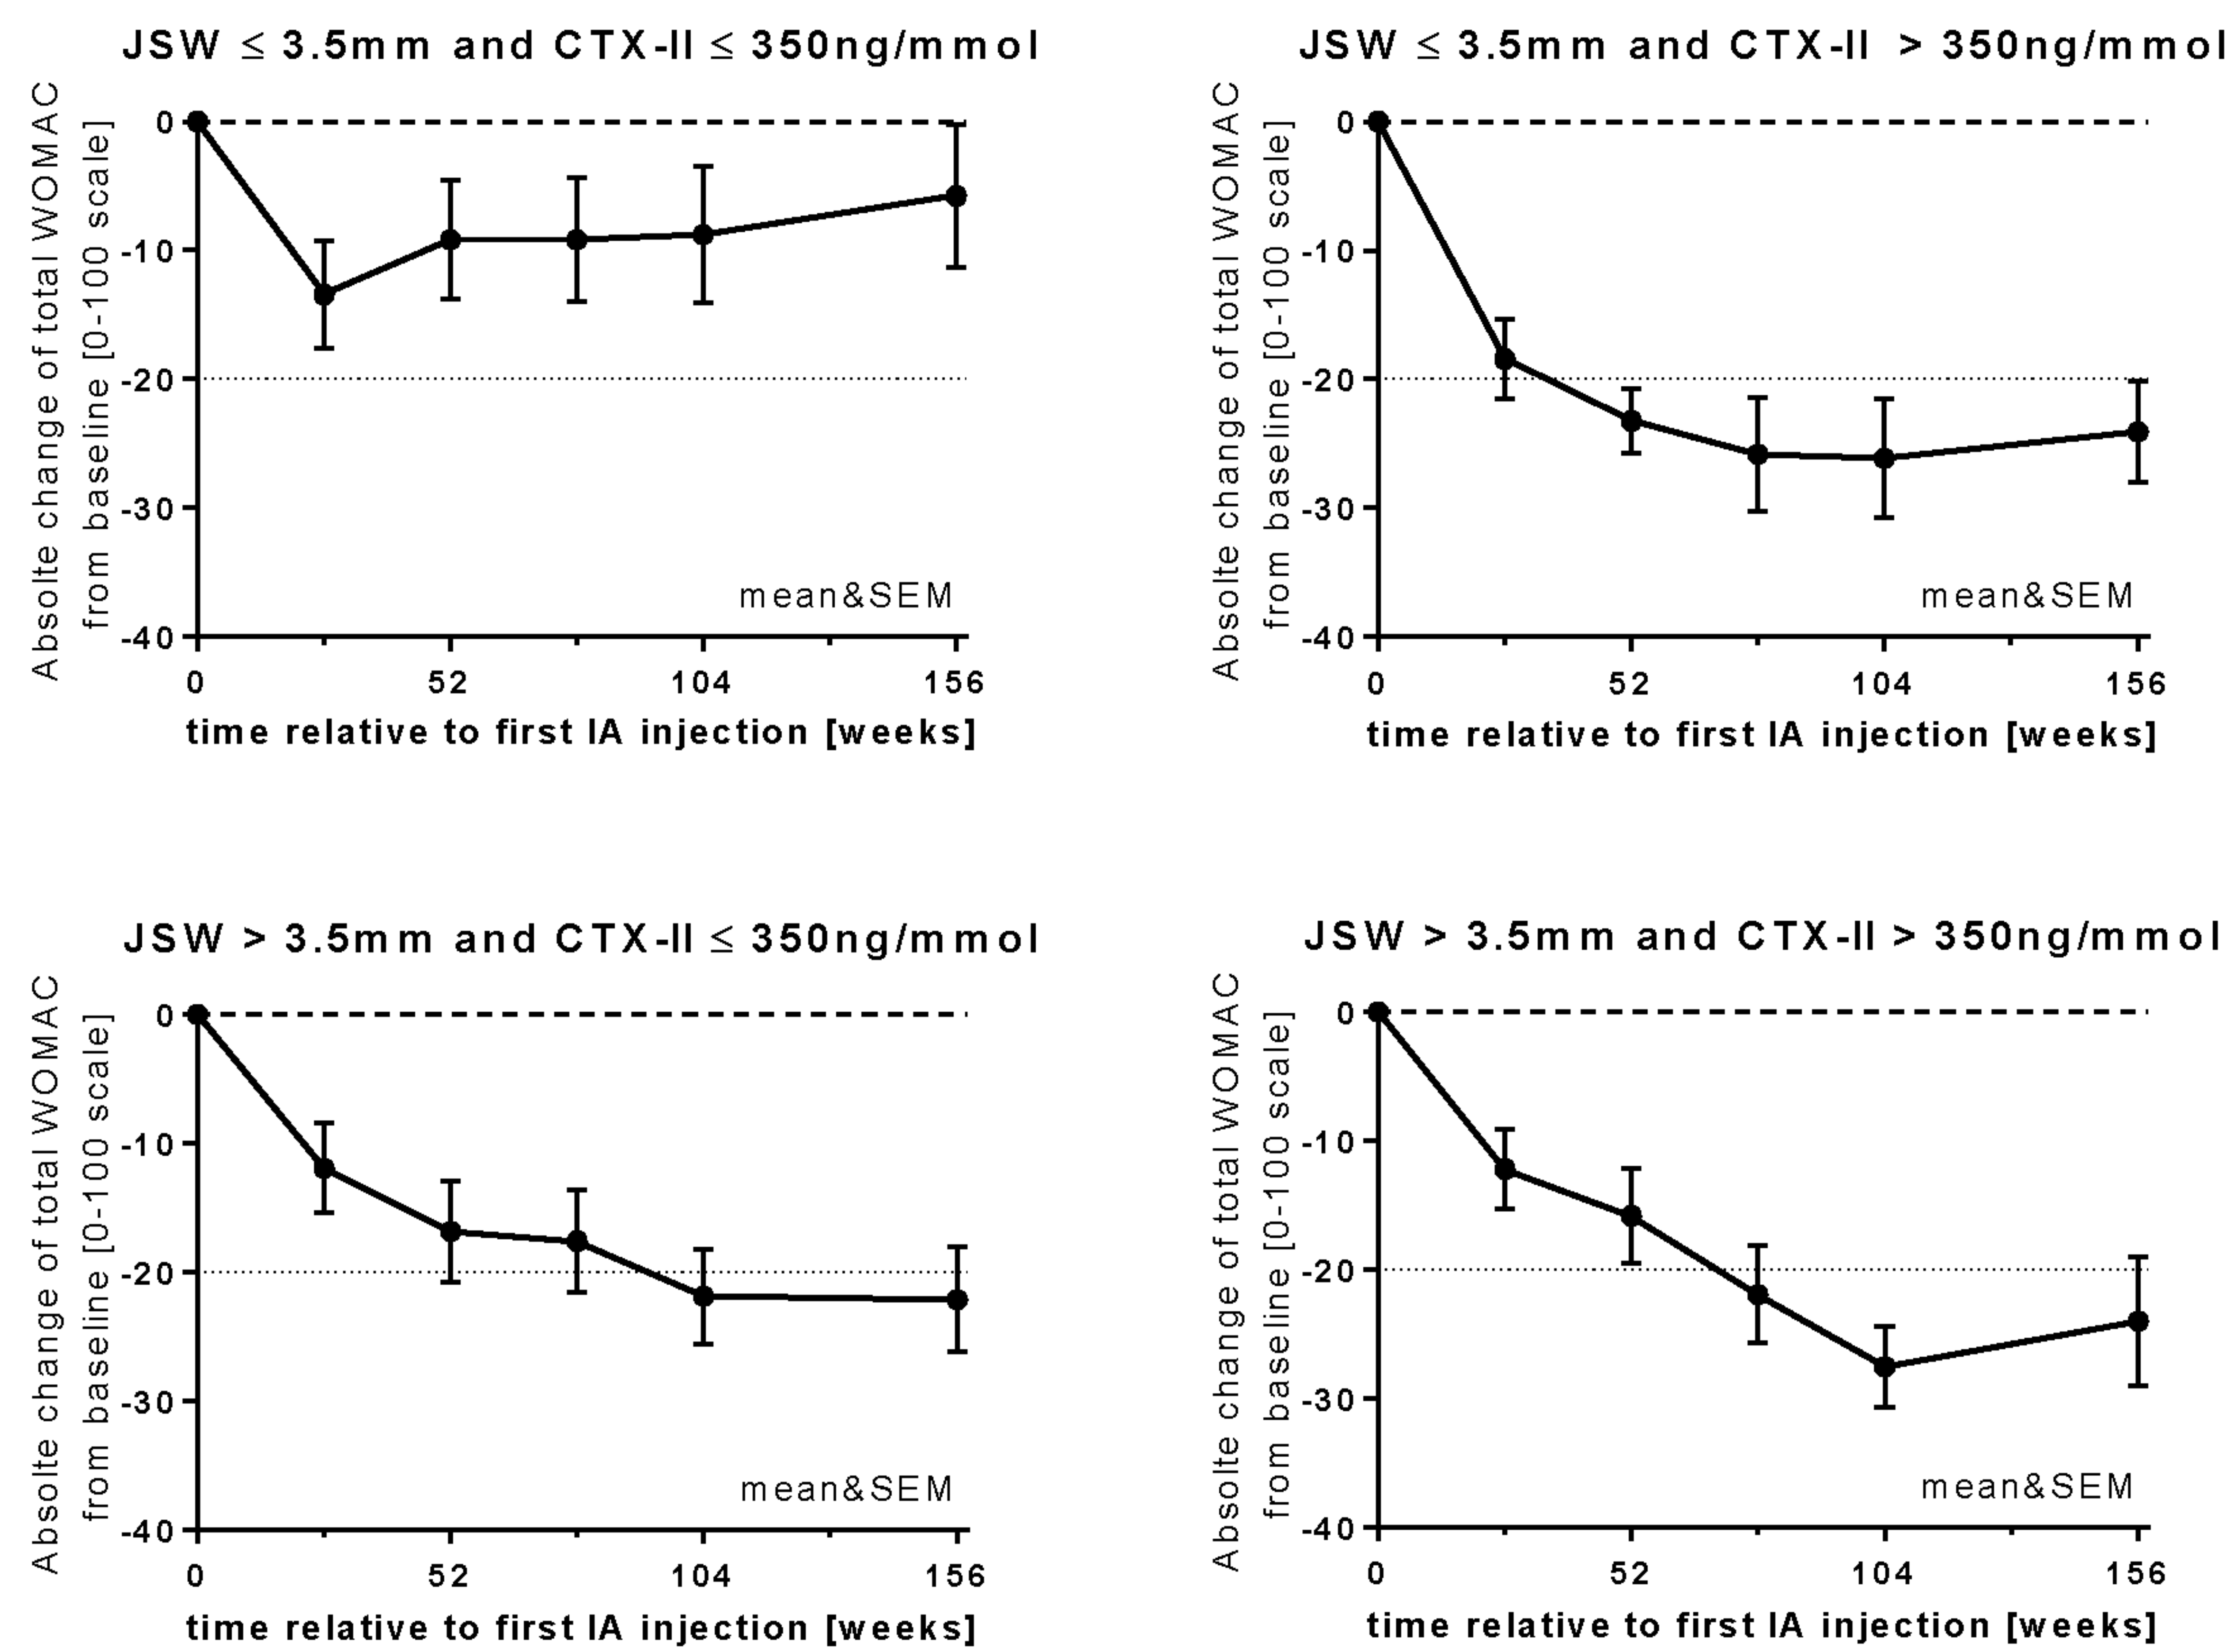 JSW ≤ 3.5mm and CTX-II ≤ 350ng/mmol
Absolte change of total WOMAC
from baseline [0-100 scale]
0
-10
-20
-30
-40
mean&SEM
0 52 104 156
time relative to first IA injection [weeks]
JSW ≤ 3.5mm and CTX-II > 350ng/mmol
Absolte change of total WOMAC
from baseline [0-100 scale]
0
-10
-20
-30
-40
mean&SEM
0 52 104 156
time relative to first IA injection [weeks]
JSW > 3.5mm and CTX-II ≤ 350ng/mmol
Absolte change of total WOMAC
from baseline [0-100 scale]
0
-10
-20
-30
-40
mean&SEM
0 52 104 156
time relative to first IA injection [weeks]
JSW > 3.5mm and CTX-II > 350ng/mmol
Absolte change of total WOMAC
from baseline [0-100 scale]
0
-10
-20
-30
-40
mean&SEM
0 52 104 156
time relative to first IA injection [weeks]